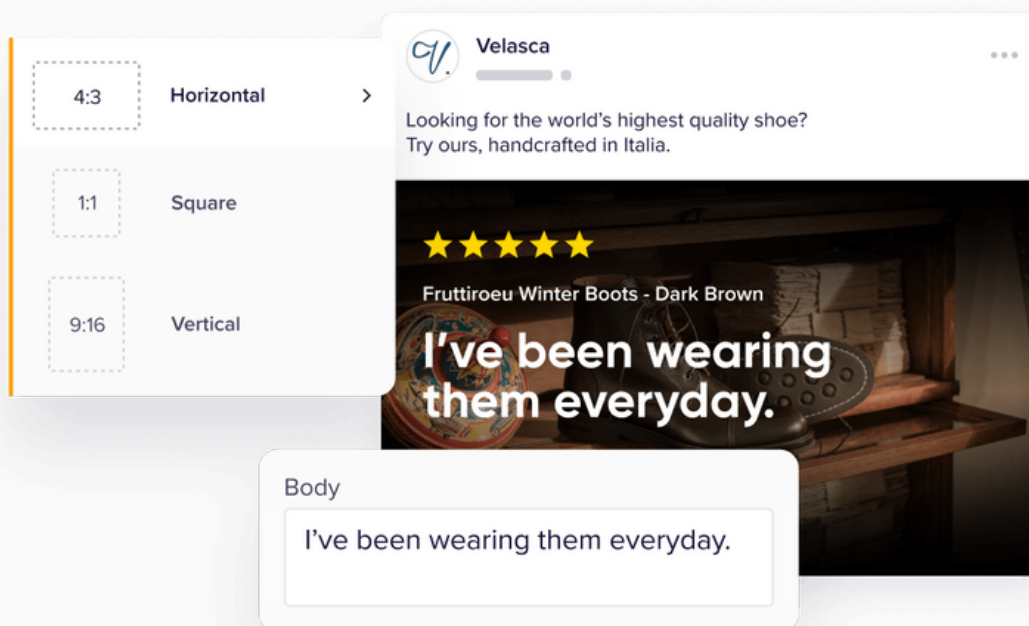 4:3
Horizontal
1:1
Square
9:16
Vertical
V.
Velasca
Looking for the world's highest quality shoe?
Try ours, handcrafted in Italia.
Fruttiroeu Winter Boots - Dark Brown
I've been wearing
them everyday.
Body
I've been wearing them everyday.